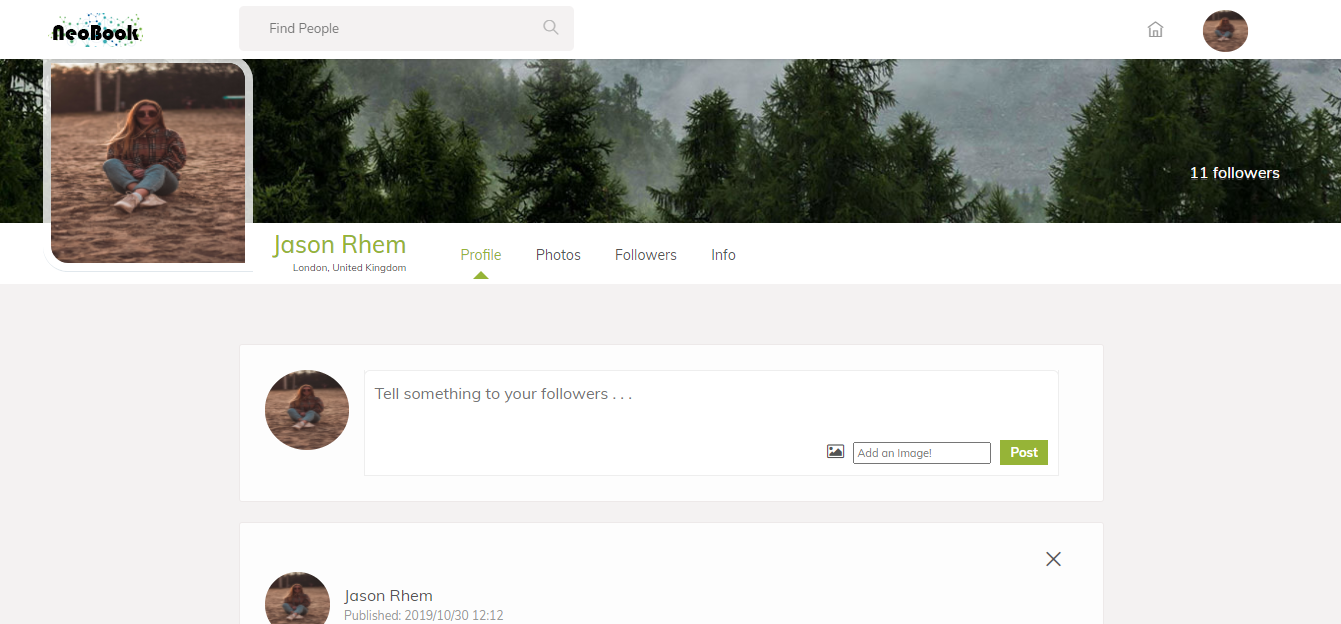 NeoBook
Find People
11 followers
Jason Rhem
London, United Kingdom
Profile
Photos
Followers
Info
Tell something to your followers . . .
Add an Image!
Post
Jason Rhem
Published: 2019/10/30 12:12